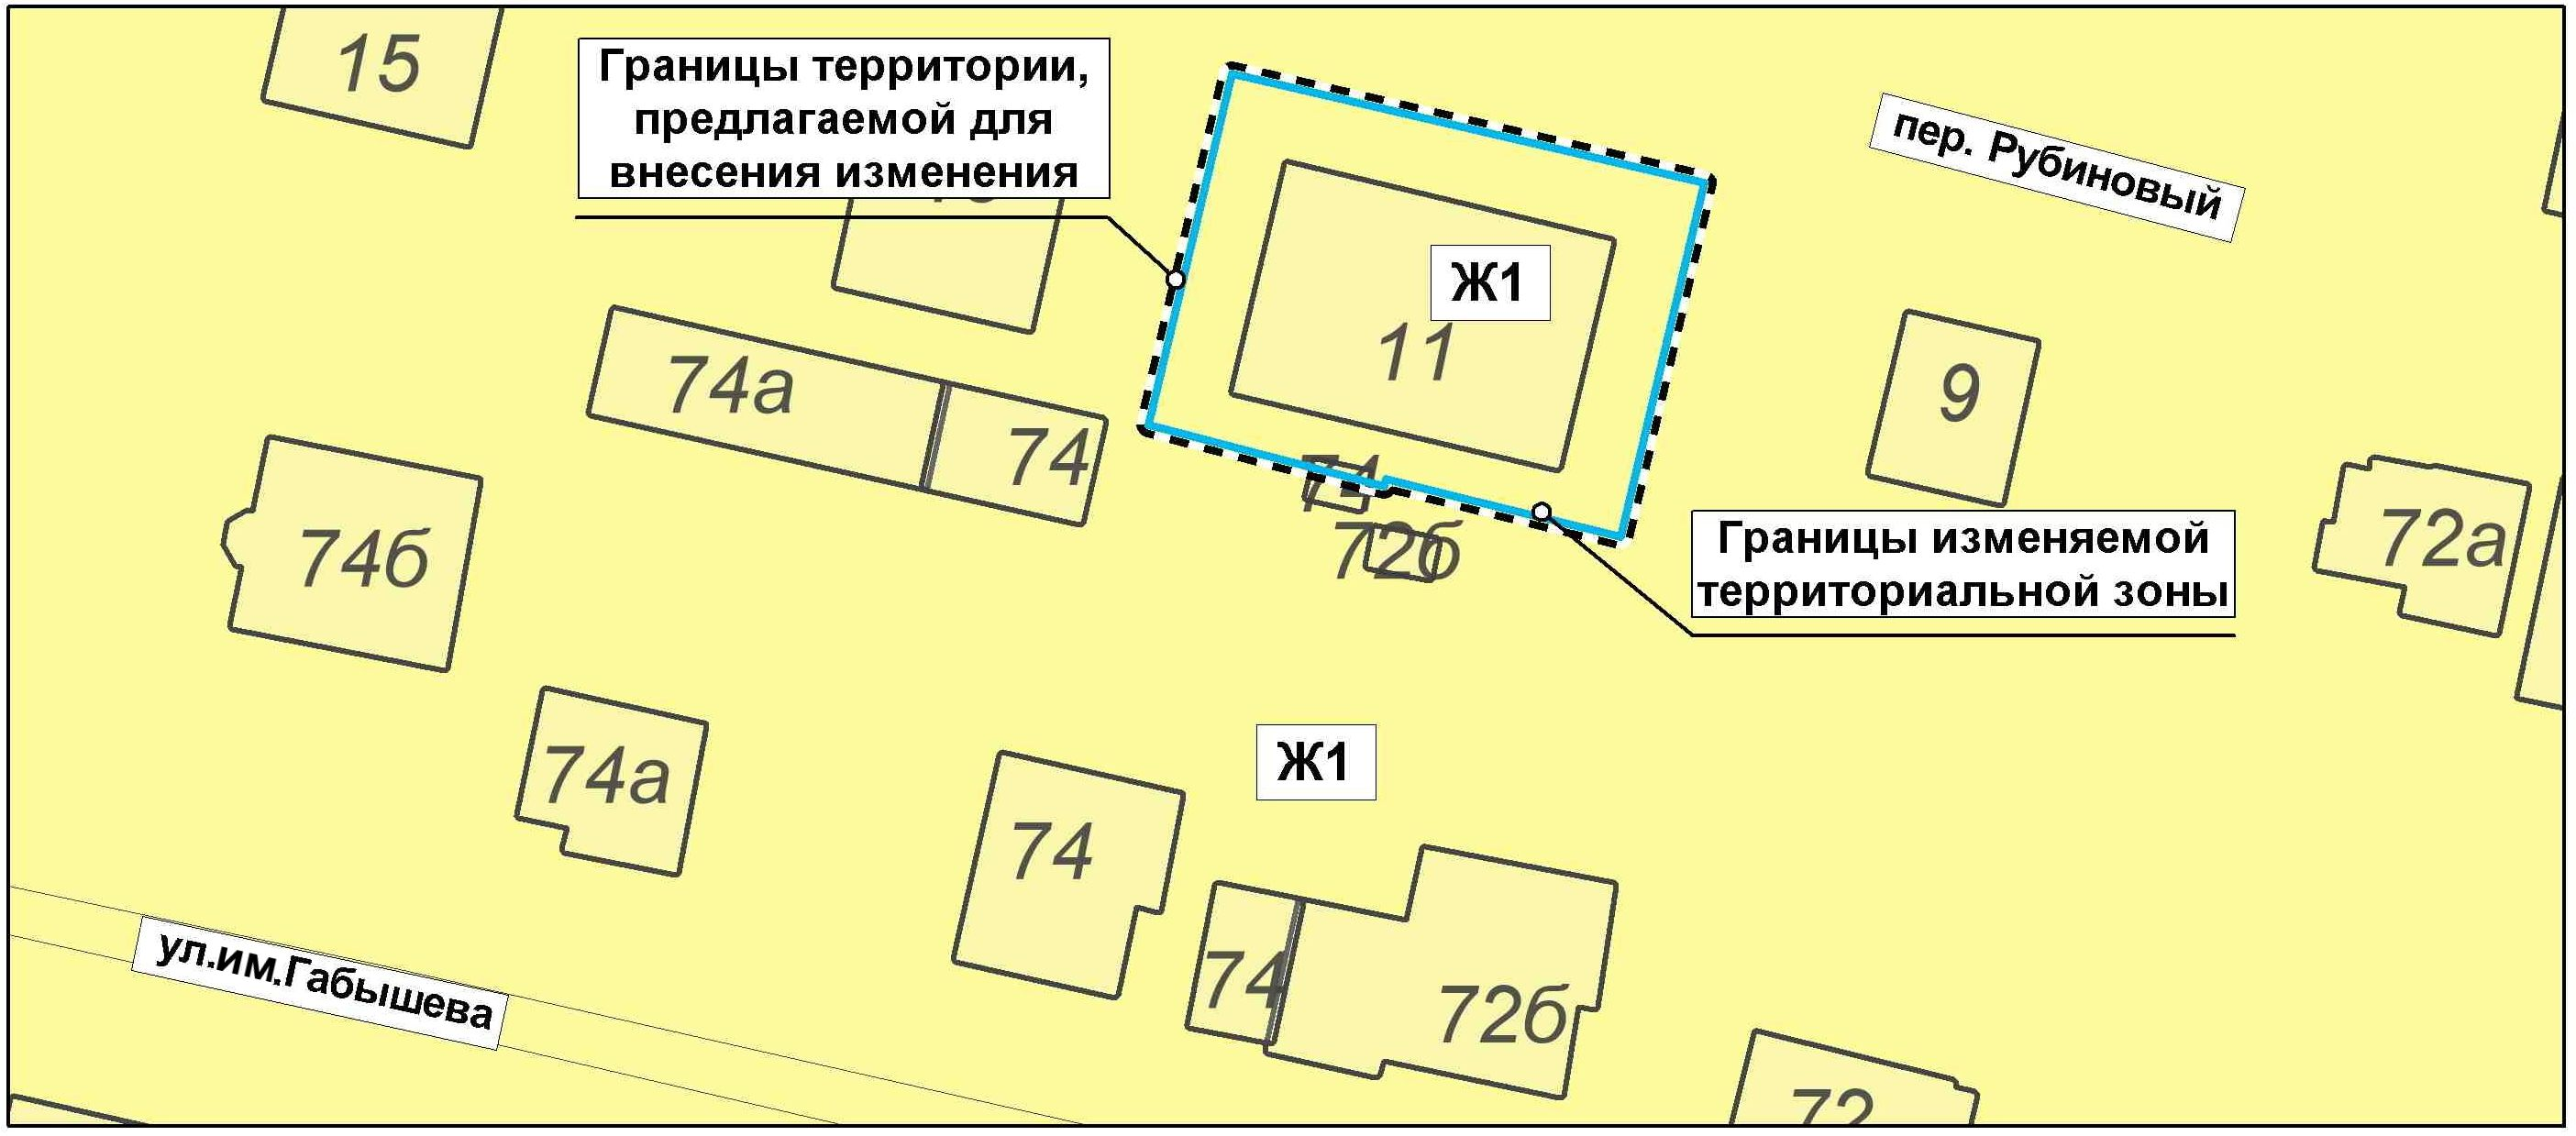 15
Границы территории,
предлагаемой для
внесения изменения
пер. Рубиновый
Ж1
11
9
74а
74
74
72б
74б
72а
Границы изменяемой
территориальной зоны
74а
Ж1
74
74
72б
ул.им.Габышева
72